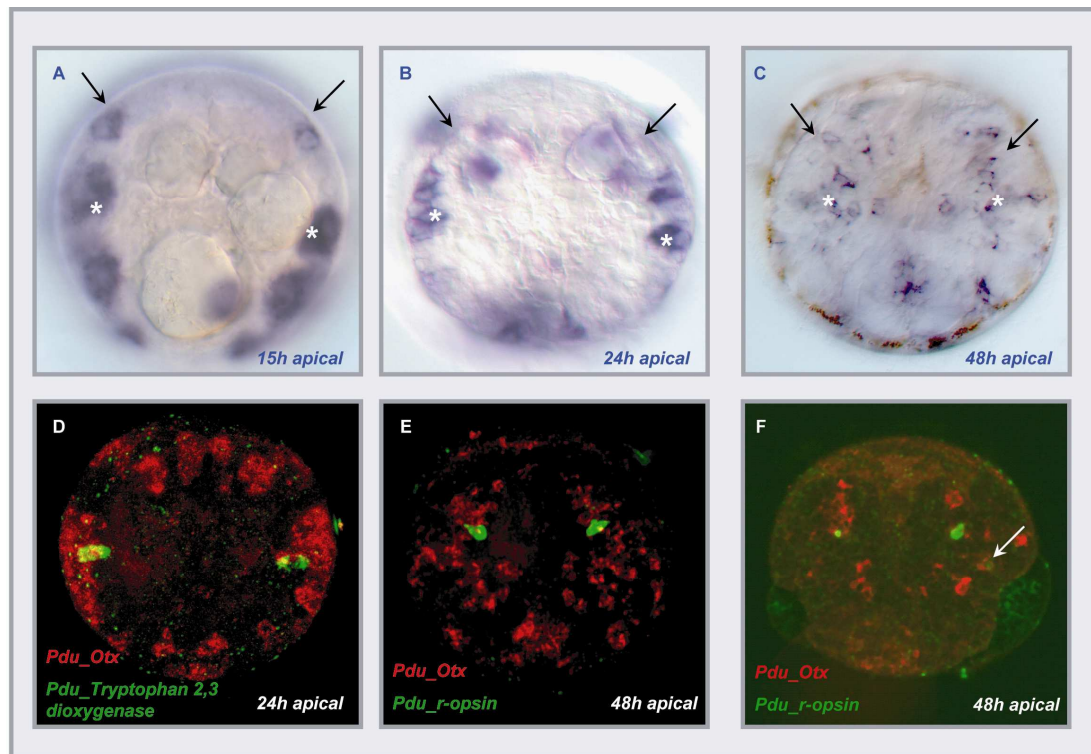 A
15h apical
B
24h apical
C
48h apical
D
Pdu_Otx
Pdu_Tryptophan 2,3
dioxygenase
24h apical
E
Pdu_Otx
Pdu_r-opsin
48h apical
F
Pdu_Otx
Pdu_r-opsin
48h apical